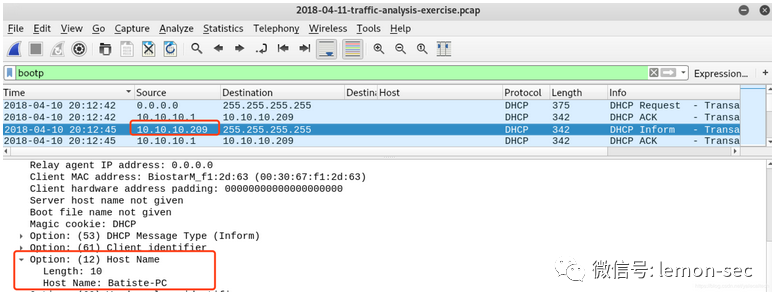 2018-04-11-traffic-analysis-exercise.pcap
File Edit View Go Capture Analyze Statistics Telephony Wireless Tools Help
bootp
Expression... +
Time Source Destination Destina Host Protocol Length Info
2018-04-10 20:12:42 0.0.0.0 255.255.255.255 DHCP 375 DHCP Request - Transa
2018-04-10 20:12:42 10.10.10.1 10.10.10.209 DHCP 342 DHCP ACK - Transa
2018-04-10 20:12:45 10.10.10.209 255.255.255.255 DHCP 342 DHCP Inform - Transa
2018-04-10 20:12:45 10.10.10.1 10.10.10.209 DHCP 342 DHCP ACK - Transa
Relay agent IP address: 0.0.0.0
Client MAC address: BiostarM_f1:2d:63 (00:30:67:f1:2d:63)
Client hardware address padding: 00000000000000000000
Server host name not given
Boot file name not given
Magic cookie: DHCP
Option: (53) DHCP Message Type (Inform)
Option: (61) Client identifier
Option: (12) Host Name
Length: 10
Host Name: Batiste-PC
微信号: lemon-sec